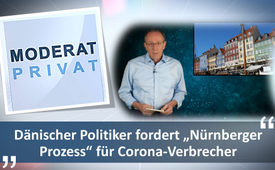 MODERAT
PRIVAT
Dänischer Politiker fordert „Nürnberger
Prozess“ für Corona-Verbrecher